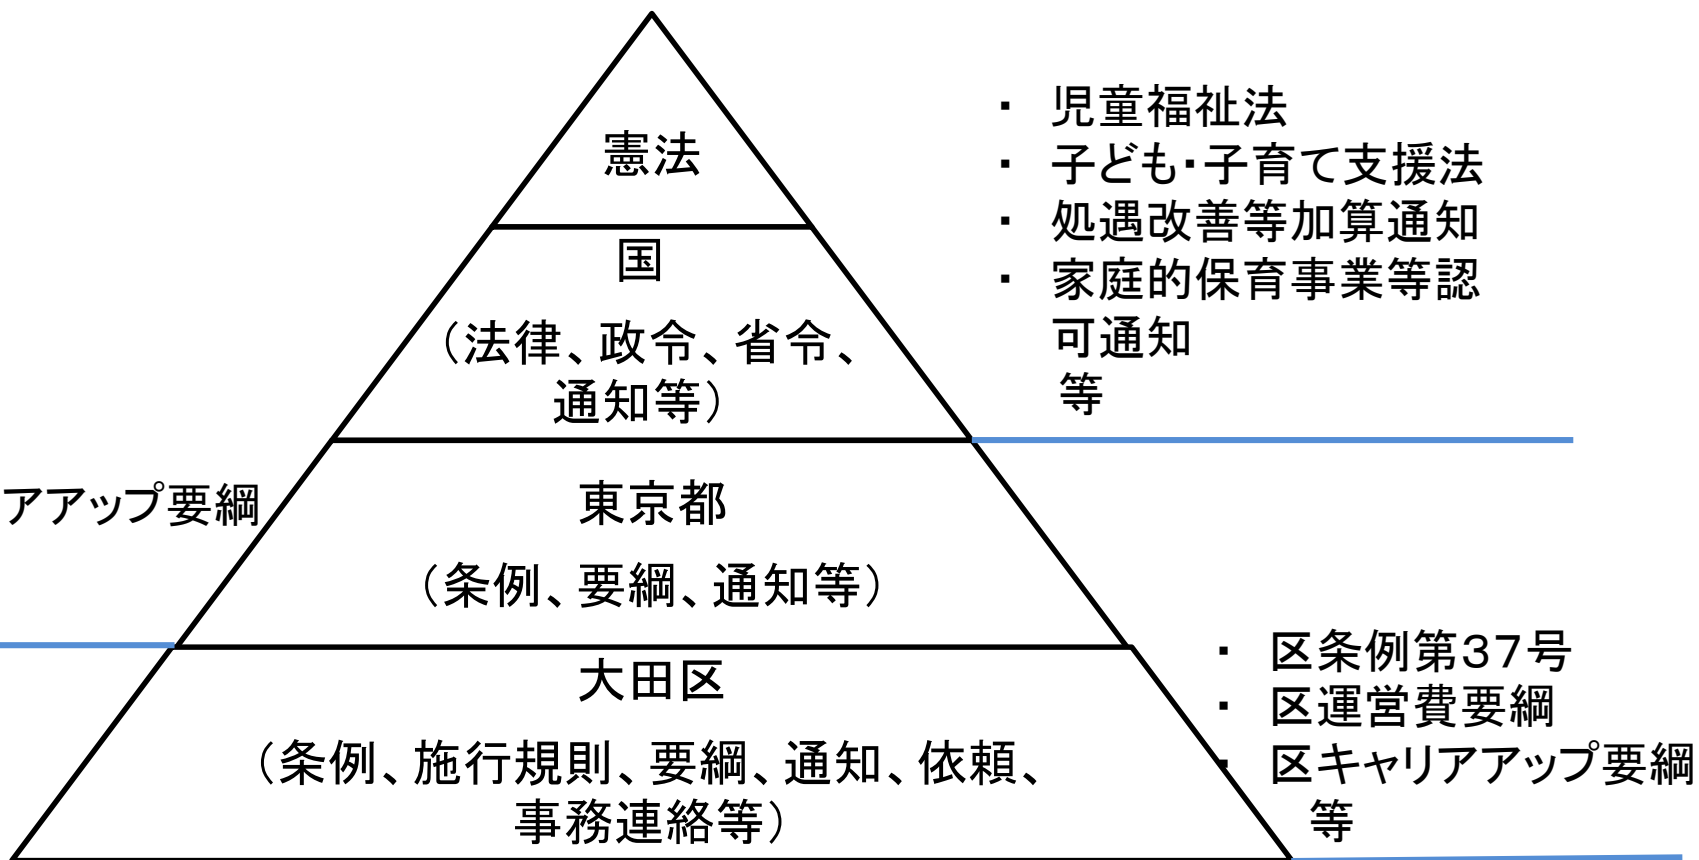 憲法
国
（法律、政令、省令、
通知等）
・ 児童福祉法
・ 子ども・子育て支援法
・ 処遇改善等加算通知
・ 家庭的保育事業等認
可通知
等
アアップ要綱
東京都
（条例、要綱、通知等）
大田区
（条例、施行規則、要綱、通知、依頼、
事務連絡等）
・ 区条例第３７号
・ 区運営費要綱
・ 区キャリアアップ要綱
等